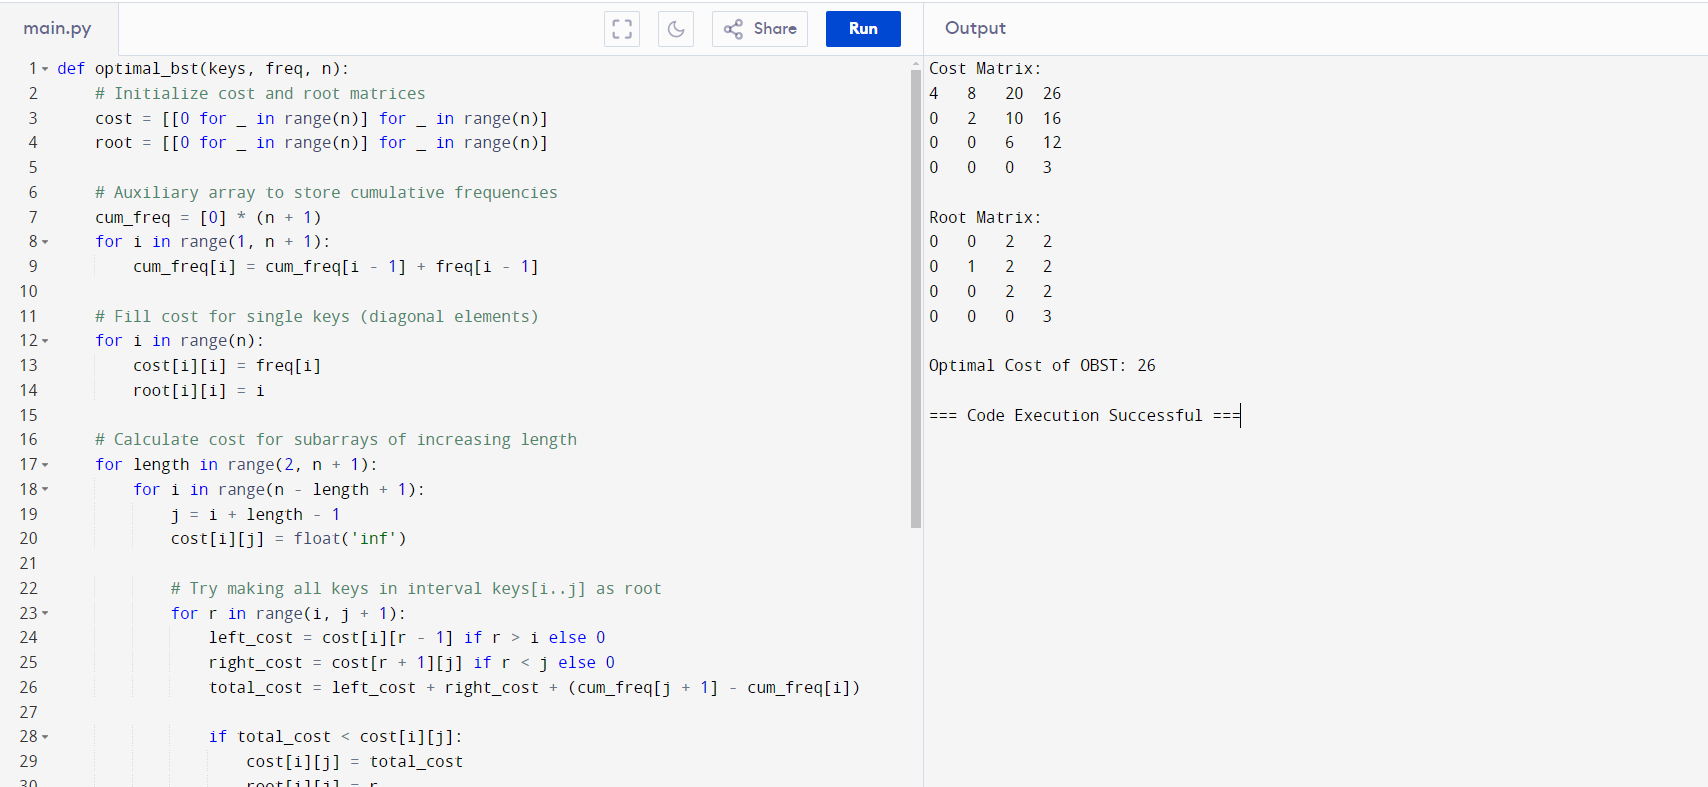 main.py
Share
Run
Output
1 def optimal_bst(keys, freq, n):
2     # Initialize cost and root matrices
3     cost = [[0 for _ in range(n)] for _ in range(n)]
4     root = [[0 for _ in range(n)] for _ in range(n)]
5
6     # Auxiliary array to store cumulative frequencies
7     cum_freq = [0] * (n + 1)
8     for i in range(1, n + 1):
9         cum_freq[i] = cum_freq[i - 1] + freq[i - 1]
10
11     # Fill cost for single keys (diagonal elements)
12     for i in range(n):
13         cost[i][i] = freq[i]
14         root[i][i] = i
15
16     # Calculate cost for subarrays of increasing length
17     for length in range(2, n + 1):
18         for i in range(n - length + 1):
19             j = i + length - 1
20             cost[i][j] = float('inf')
21
22             # Try making all keys in interval keys[i..j] as root
23             for r in range(i, j + 1):
24                 left_cost = cost[i][r - 1] if r > i else 0
25                 right_cost = cost[r + 1][j] if r < j else 0
26                 total_cost = left_cost + right_cost + (cum_freq[j + 1] - cum_freq[i])
27
28                 if total_cost < cost[i][j]:
29                     cost[i][j] = total_cost
30                     root[i][j] = r
Cost Matrix:
4 8 20 26
0 2 10 16
0 0 6 12
0 0 0 3
Root Matrix:
0 0 2 2
0 1 2 2
0 0 2 2
0 0 0 3
Optimal Cost of OBST: 26
=== Code Execution Successful ===